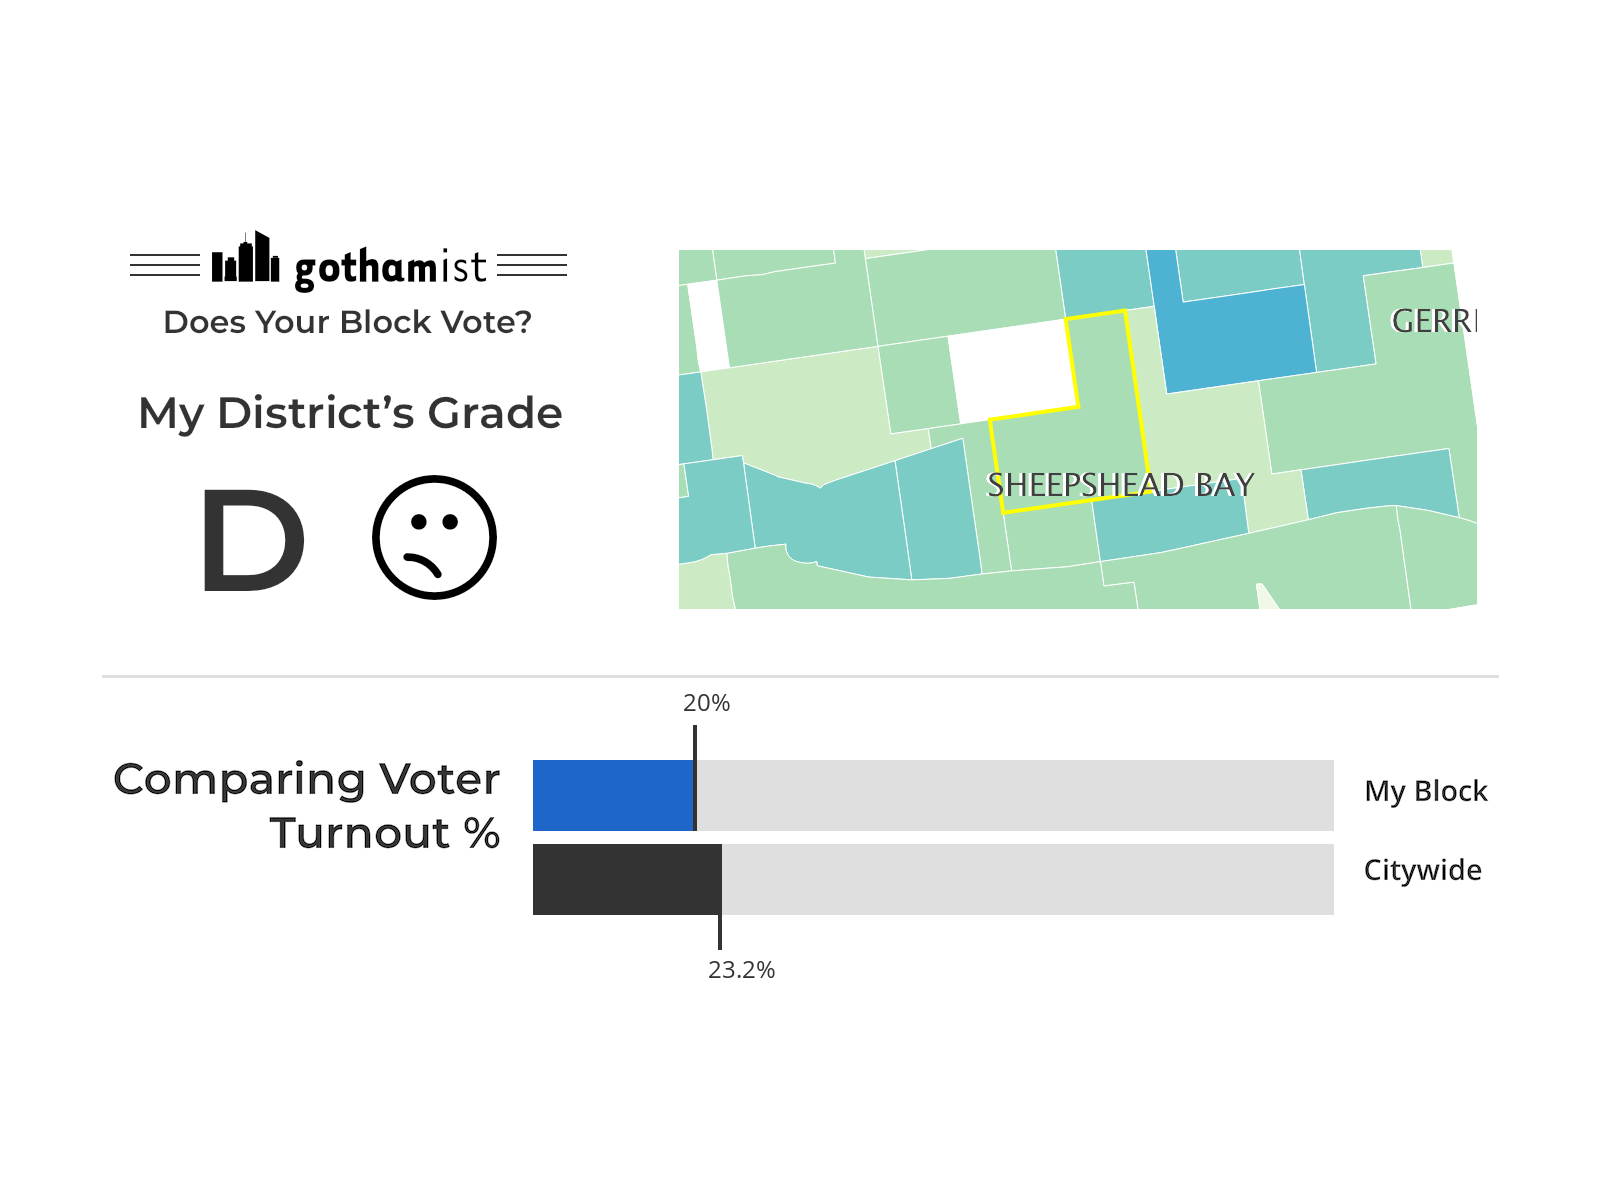 gothamist
Does Your Block Vote?
My District’s Grade
D
GERRI
SHEEPSHEAD BAY
20%
Comparing Voter
Turnout %
My Block
Citywide
23.2%